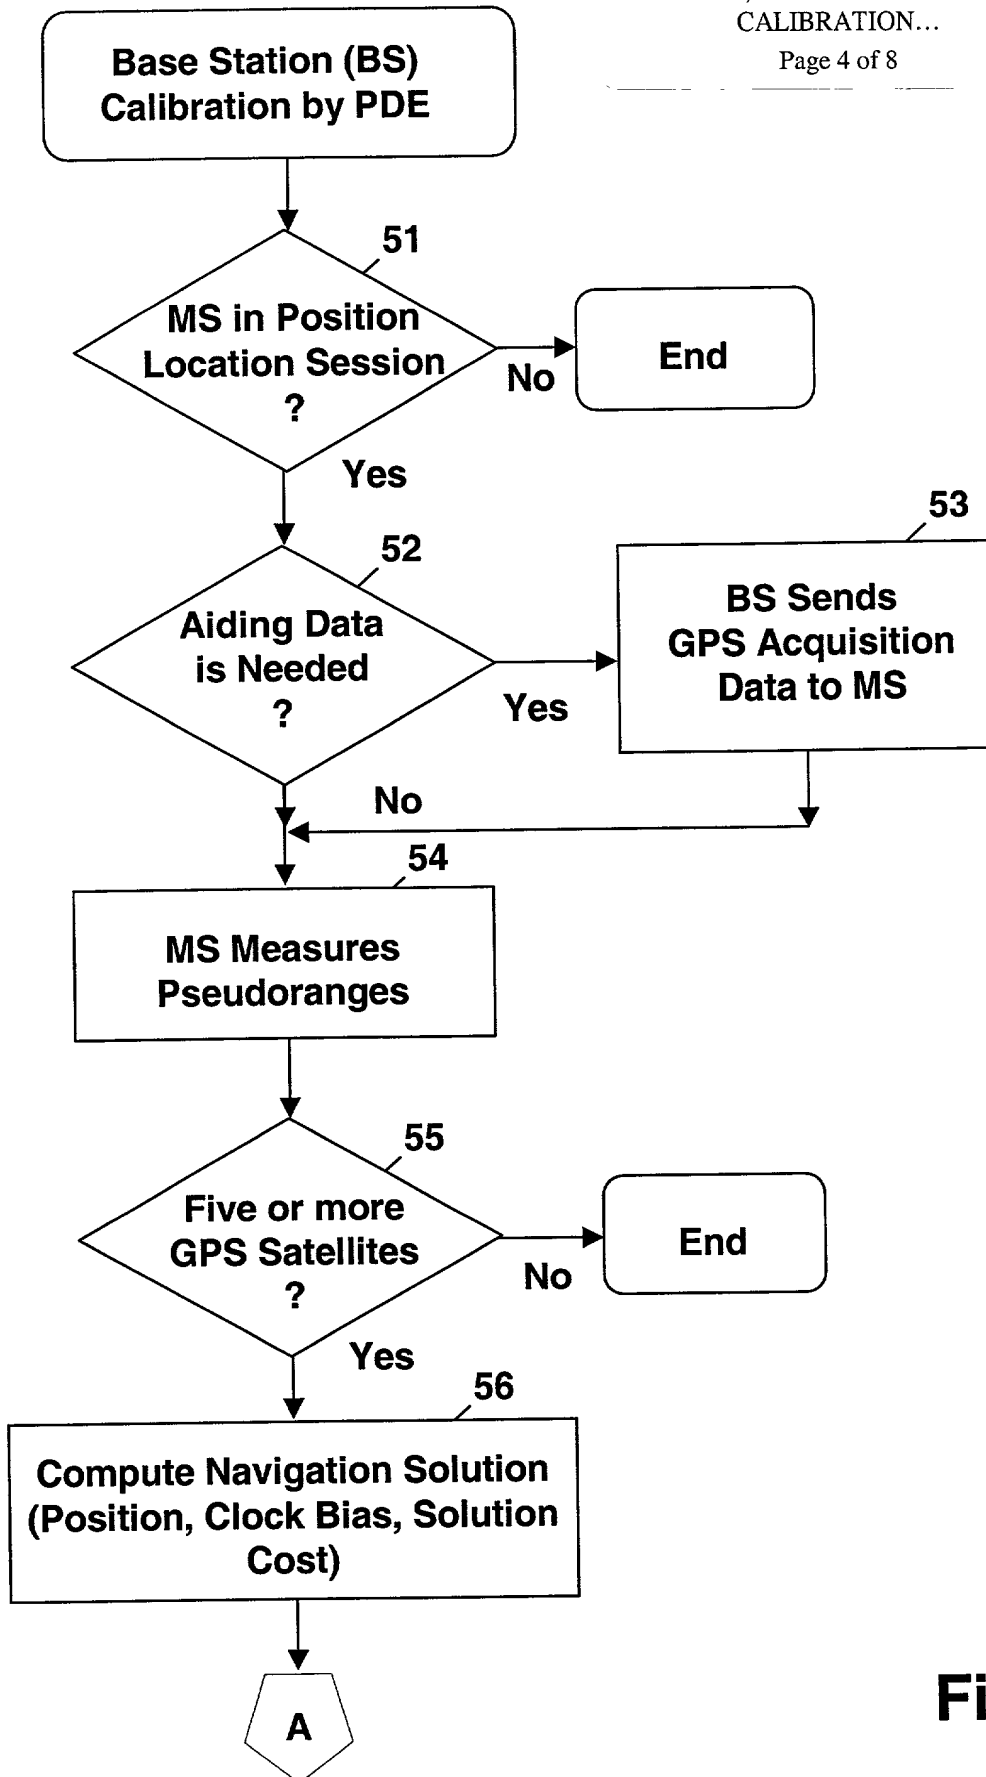 CALIBRATION...
Page 4 of 8
Base Station (BS)
Calibration by PDE
51
MS in Position
Location Session
?
No
End
Yes
52
53
Aiding Data
is Needed
?
Yes
BS Sends
GPS Acquisition
Data to MS
No
54
MS Measures
Pseudoranges
55
Five or more
GPS Satellites
?
No
End
Yes
56
Compute Navigation Solution
(Position, Clock Bias, Solution
Cost)
A